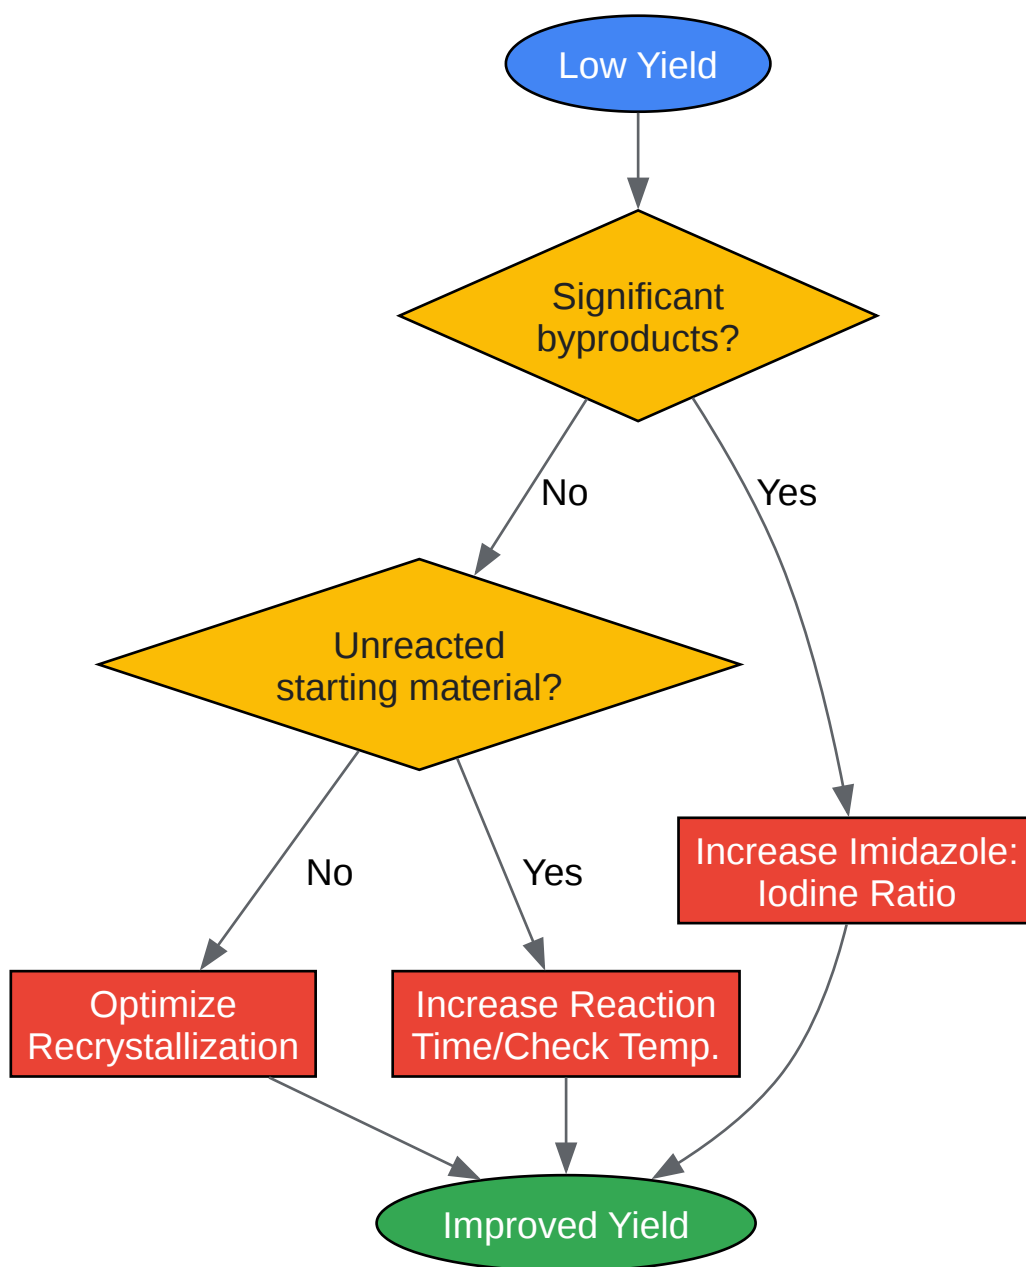 Low Yield
Significant
byproducts?
No
Yes
Unreacted
starting material?
No
Yes
Increase Imidazole:
Iodine Ratio
Optimize
Recrystallization
Increase Reaction
Time/Check Temp.
Improved Yield